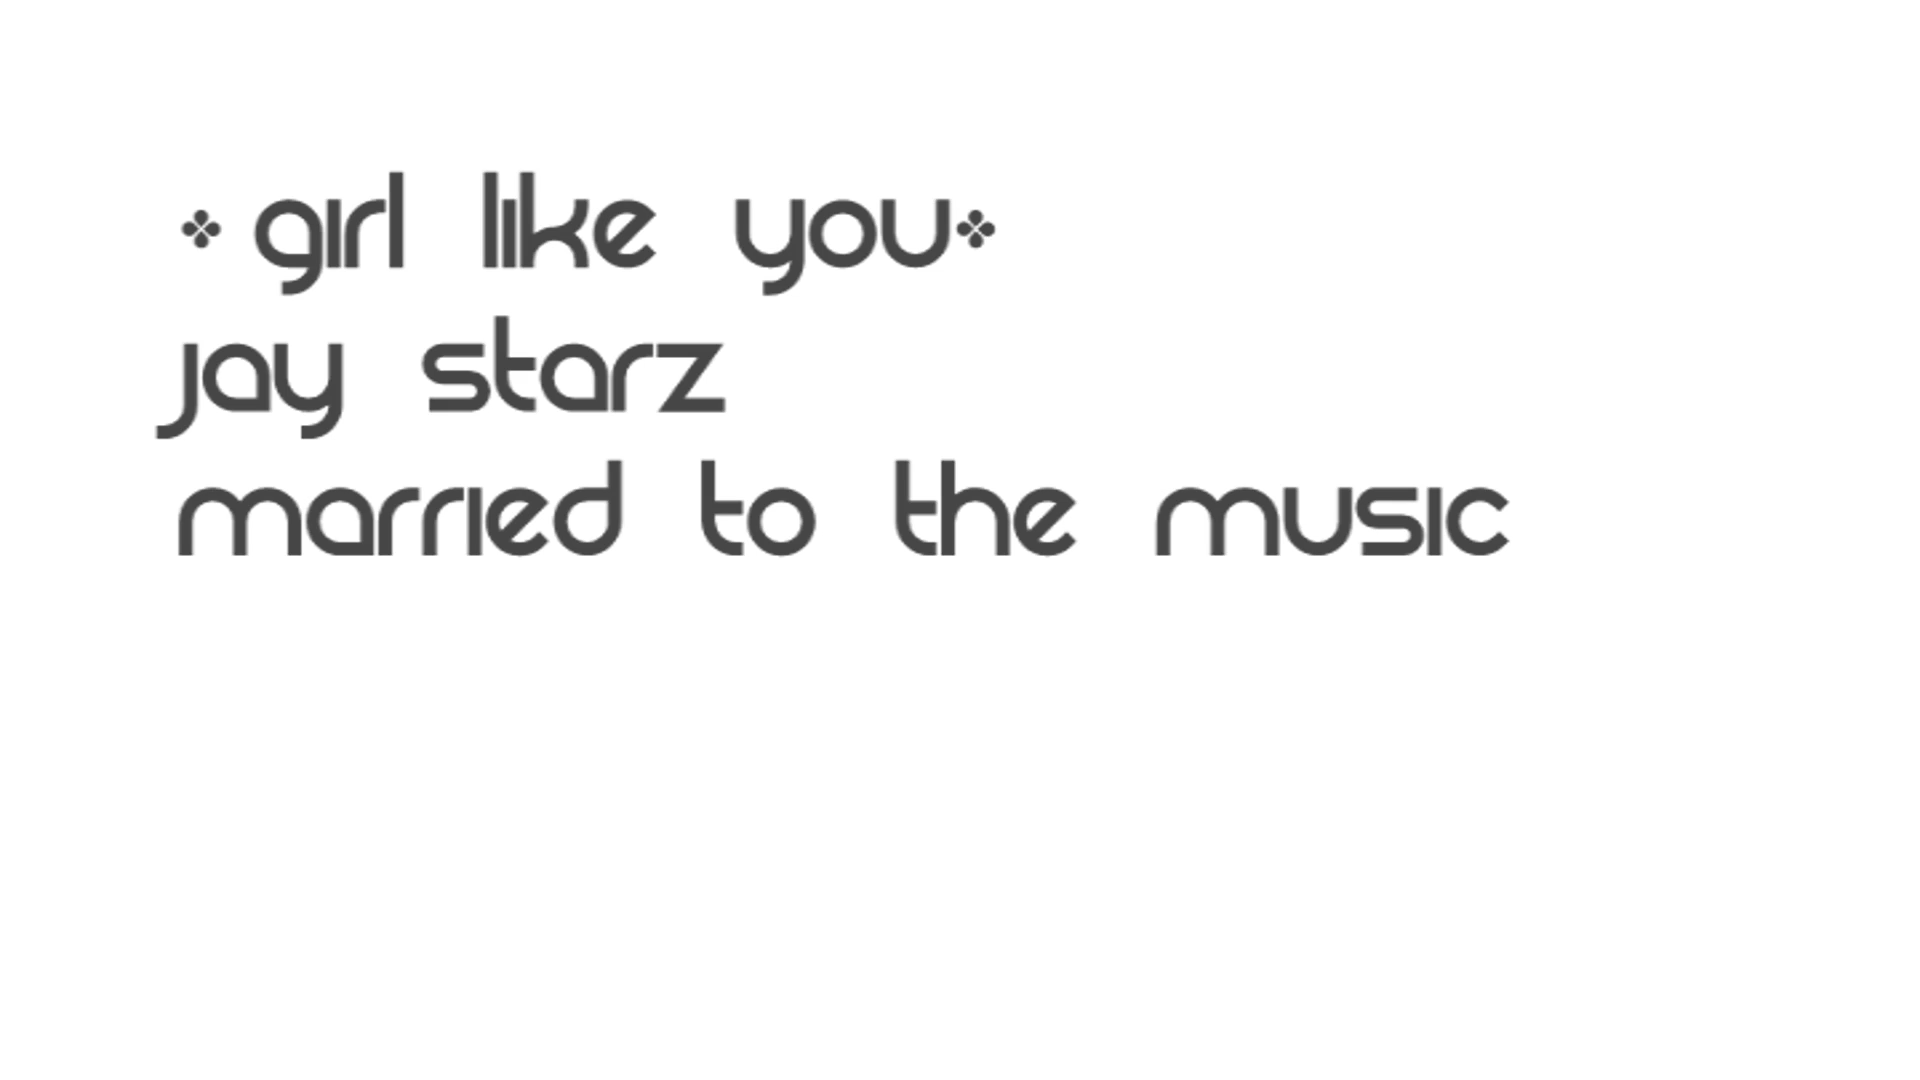 ✤ girl like you✤
jay starz
married to the music